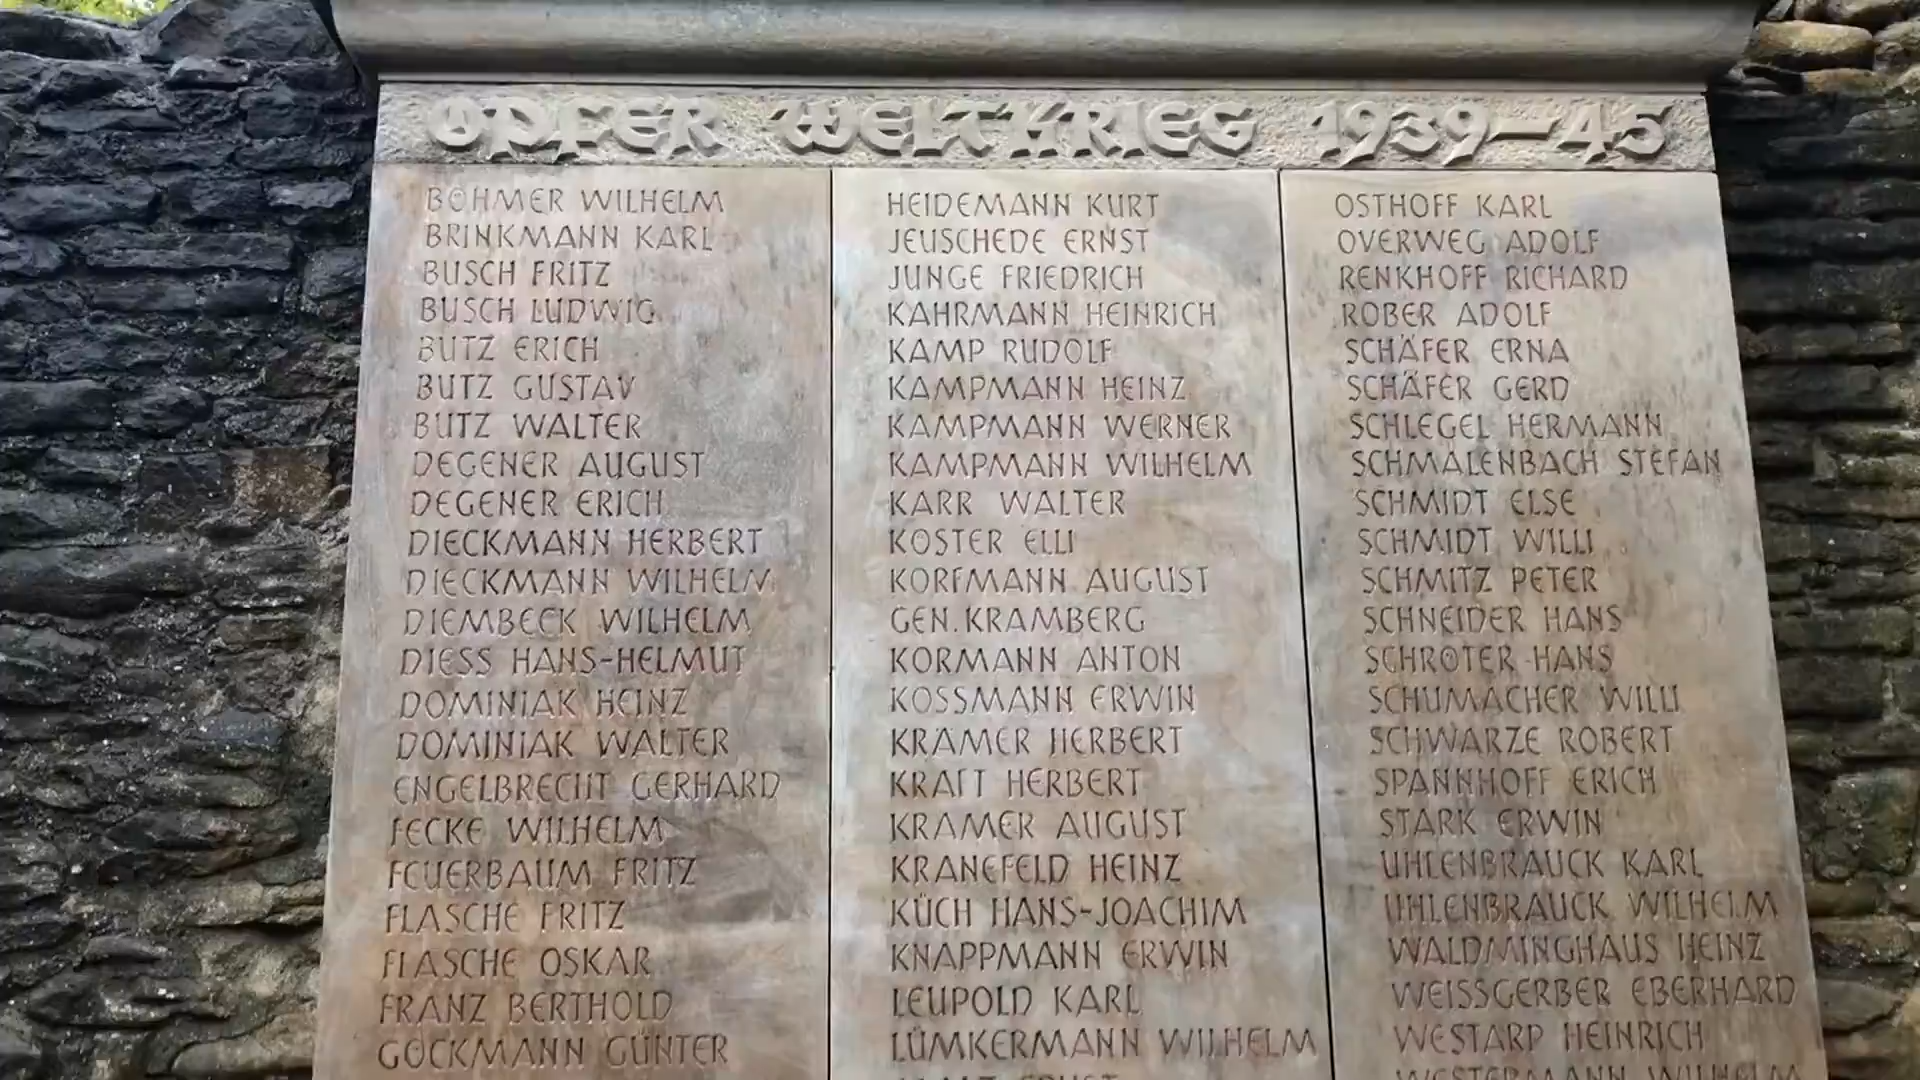 OPFER WELTKRIEG 1939-45
BÖHMER WILHELM
BRINKMANN KARL
BUSCH FRITZ
BUSCH LUDWIG
BUTZ ERICH
BUTZ GUSTAV
BUTZ WALTER
DEGENER AUGUST
DEGENER ERICH
DIECKMANN HERBERT
DIECKMANN WILHELM
DIEMBECK WILHELM
DIESS HANS-HELMUT
DOMINIAK HEINZ
DOMINIAK WALTER
ENGELBRECHT GERHARD
FECKE WILHELM
FEUERBAUM FRITZ
FLASCHE FRITZ
FLASCHE OSKAR
FRANZ BERTHOLD
GÖCKMANN GÜNTER
HEIDEMANN KURT
JEUSCHEDE ERNST
JUNGE FRIEDRICH
KAHRMANN HEINRICH
KAMP RUDOLF
KAMPMANN HEINZ
KAMPMANN WERNER
KAMPMANN WILHELM
KARR WALTER
KÖSTER ELLI
KORFMANN AUGUST
GEN. KRAMBERG
KORMANN ANTON
KOSSMANN ERWIN
KRÄMER HERBERT
KRAFT HERBERT
KRÄMER AUGUST
KRANEFELD HEINZ
KÜCH HANS-JOACHIM
KNAPPMANN ERWIN
LEUPOLD KARL
LÜMKERMANN WILHELM
ERNST
OSTHOFF KARL
OVERWEG ADOLF
RENKHOFF RICHARD
RÖBER ADOLF
SCHÄFER ERNA
SCHÄFER GERD
SCHLEGEL HERMANN
SCHMALENBACH STEFAN
SCHMIDT ELSE
SCHMIDT WILLI
SCHMITZ PETER
SCHNEIDER HANS
SCHRÖTER HANS
SCHUMACHER WILLI
SCHWARZE ROBERT
SPANNHOFF ERICH
STARK ERWIN
UHLENBRAUCK KARL
UHLENBRAUCK WILHELM
WALDMINGHAUS HEINZ
WEISSGERBER EBERHARD
WESTARP HEINRICH
WESTERMANN WILHELM